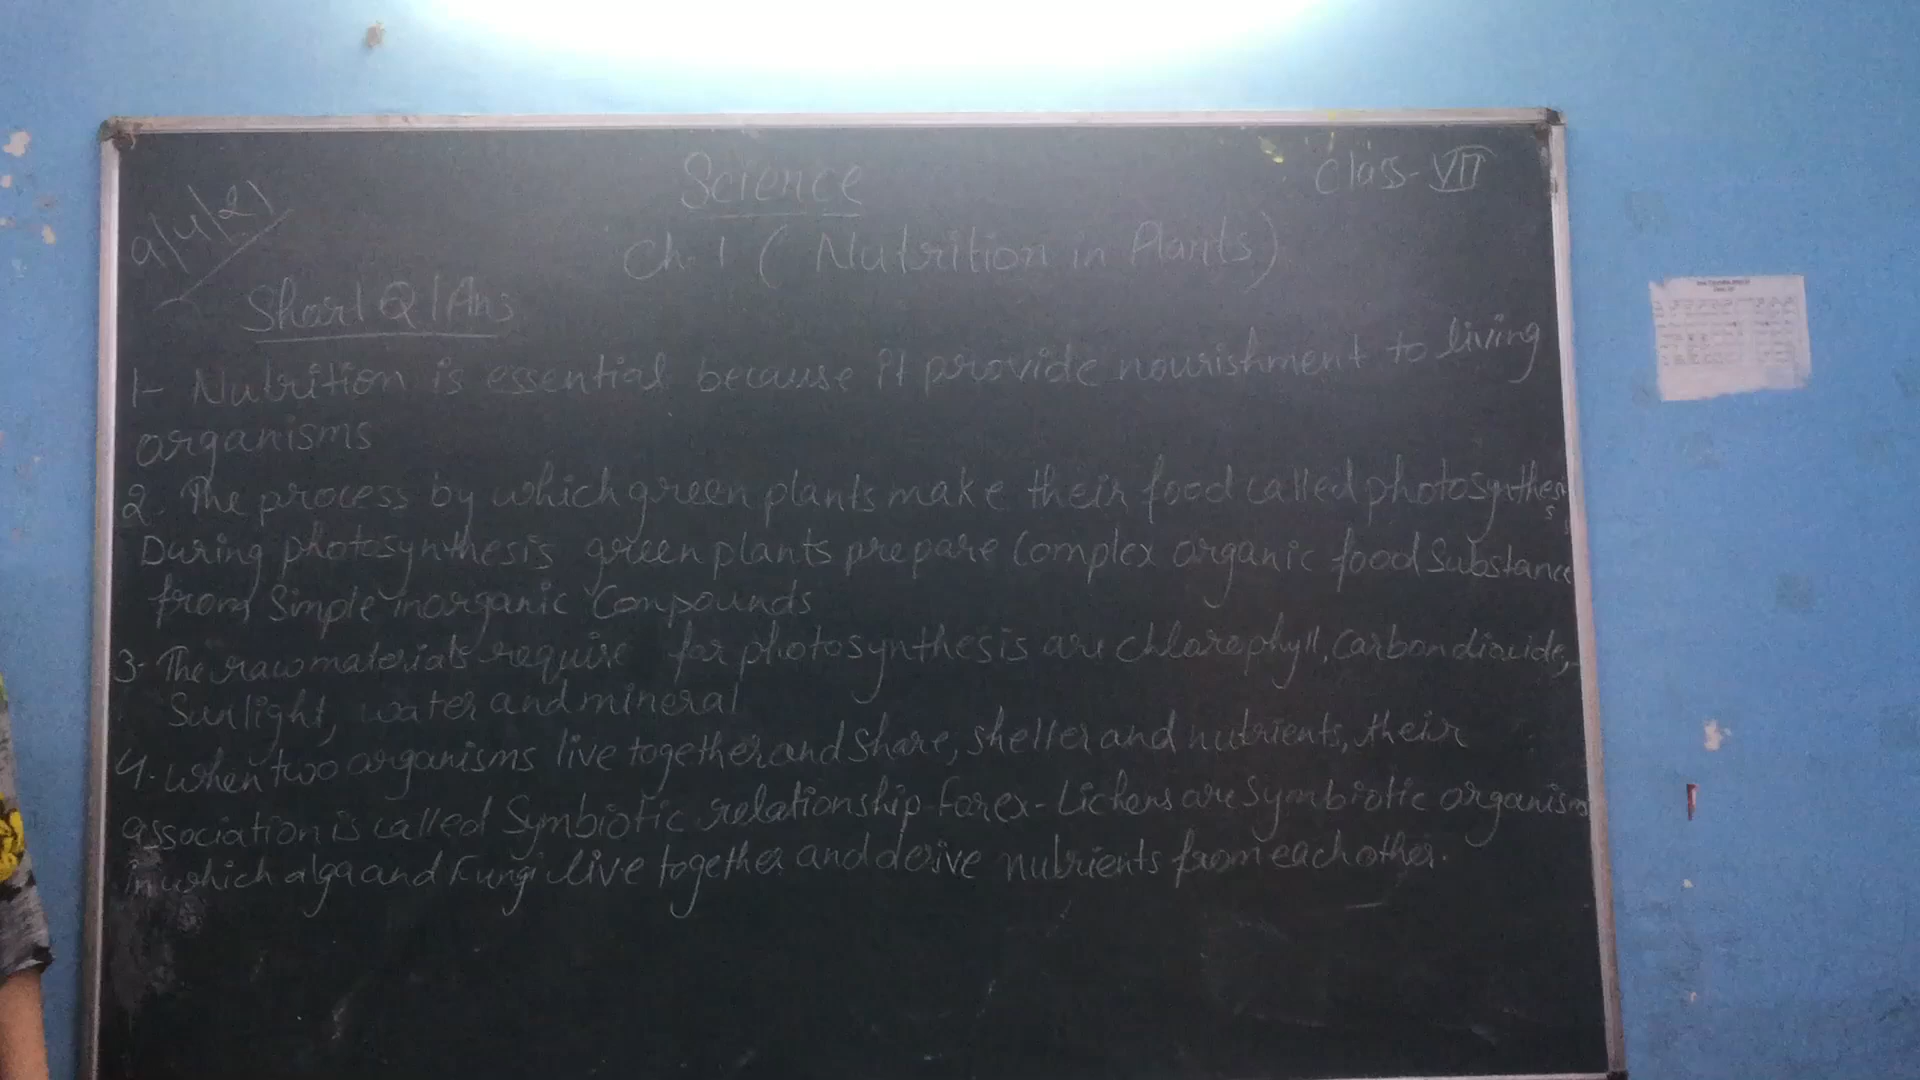 Science
Class-VII
9/4/21
Ch. 1 ( Nutrition in Plants)
Short Q/Ans
1- Nutrition is essential because it provide nourishment to living
organisms
2. The process by which green plants make their food called photosynthesis
During photosynthesis green plants prepare Complex organic food Substance
from Simple inorganic Compounds
3- The raw materials require for photosynthesis are chlorophyll, Carbondioxide,
Sunlight, water and mineral
4. When two organisms live together and Share, shelter and nutrients, their
association is called Symbiotic relationship Forex- Lichens are Symbiotic organisms
in which alga and Fungi live together and derive nutrients from each other.